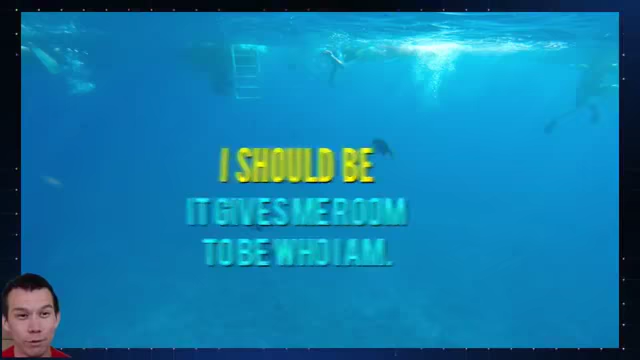 I SHOULD BE
IT GIVES ME ROOM
TO BE WHO I AM.